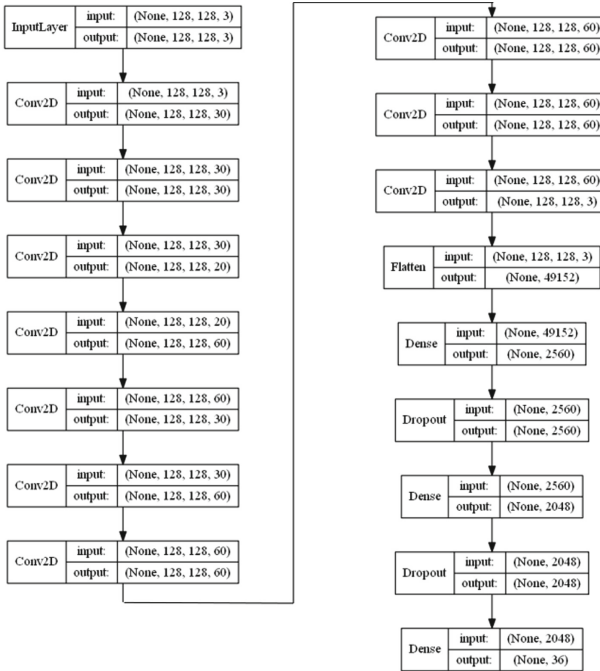 InputLayer input: (None, 128, 128, 3)
output: (None, 128, 128, 3)
Conv2D input: (None, 128, 128, 3)
output: (None, 128, 128, 30)
Conv2D input: (None, 128, 128, 30)
output: (None, 128, 128, 30)
Conv2D input: (None, 128, 128, 30)
output: (None, 128, 128, 20)
Conv2D input: (None, 128, 128, 20)
output: (None, 128, 128, 60)
Conv2D input: (None, 128, 128, 60)
output: (None, 128, 128, 30)
Conv2D input: (None, 128, 128, 30)
output: (None, 128, 128, 60)
Conv2D input: (None, 128, 128, 60)
output: (None, 128, 128, 60)
Conv2D input: (None, 128, 128, 60)
output: (None, 128, 128, 60)
Conv2D input: (None, 128, 128, 60)
output: (None, 128, 128, 60)
Conv2D input: (None, 128, 128, 60)
output: (None, 128, 128, 3)
Flatten input: (None, 128, 128, 3)
output: (None, 49152)
Dense input: (None, 49152)
output: (None, 2560)
Dropout input: (None, 2560)
output: (None, 2560)
Dense input: (None, 2560)
output: (None, 2048)
Dropout input: (None, 2048)
output: (None, 2048)
Dense input: (None, 2048)
output: (None, 36)